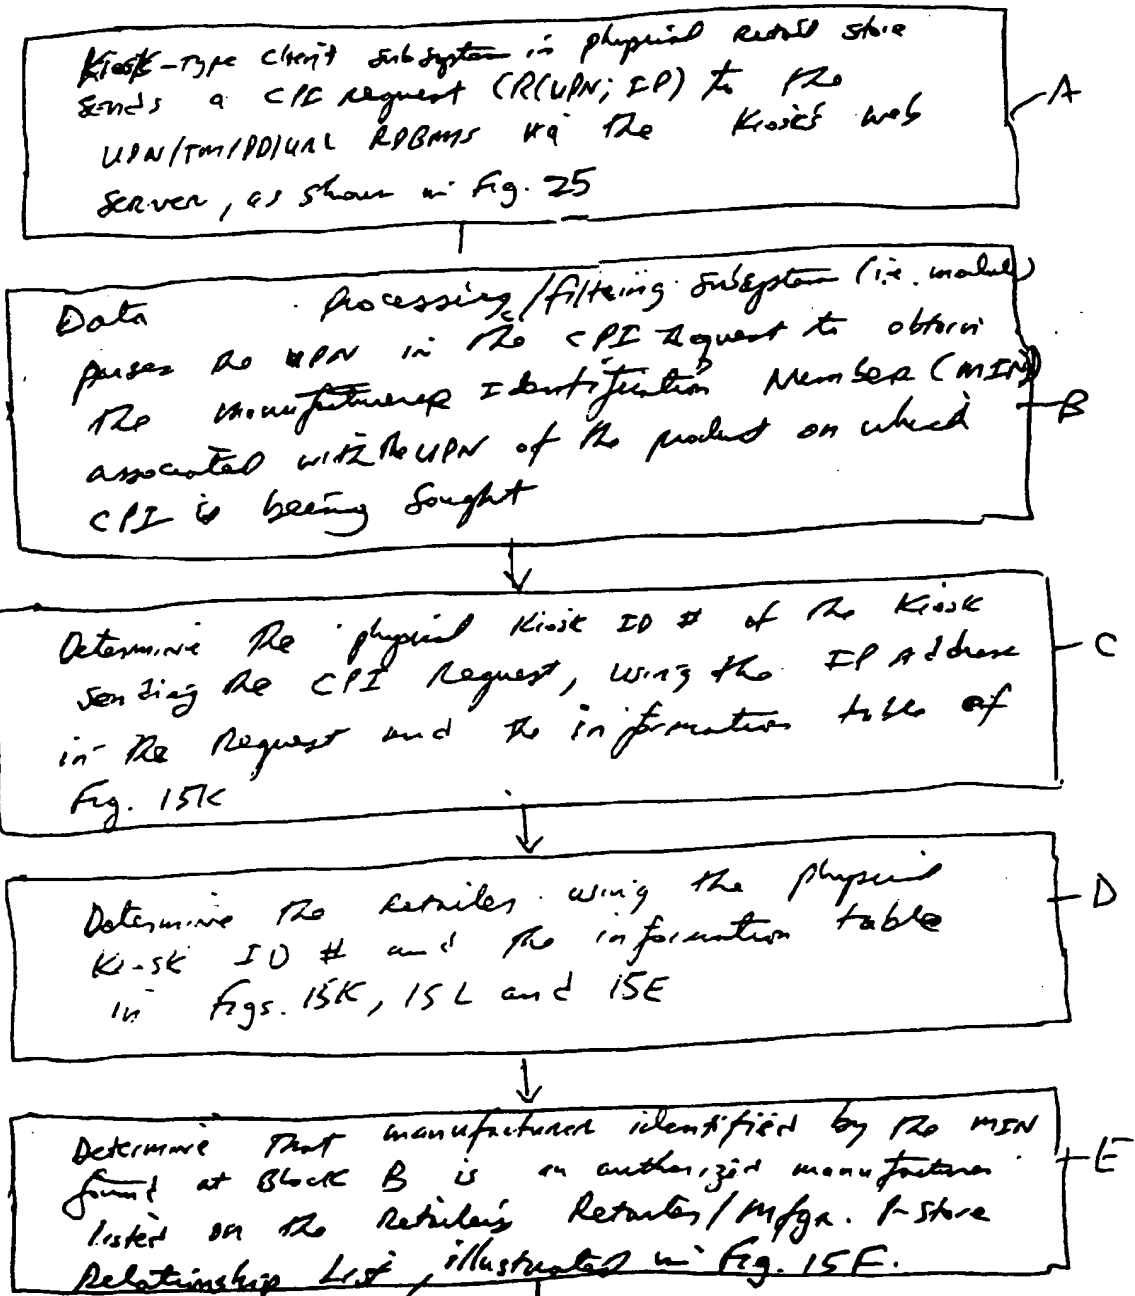 Kiosk-Type Client Subsystem in physical retail store
sends a CPI request (R(UPN; IP) to the
UPN/TM/PD/URL RDBMS via the Kiosk's web
Server, as shown in Fig. 25
A
Data Processing/filtering Subsystem (i.e. module)
parses the UPN in the CPI Request to obtain
the Manufacturer Identification Number (MIN)
associated with the UPN of the product on which
CPI is being Sought
B
Determine the physical Kiosk ID # of the Kiosk
sending the CPI Request, using the IP Address
in the Request and the information table of
Fig. 15K
C
Determine the retailer using the physical
Kiosk ID # and the information table
in Figs. 15K, 15L and 15E
D
Determine that manufacturer identified by the MIN
found at Block B is an authorized manufacturer
listed on the Retailer's Retailer/Mfgr. P-Store
Relationship List, illustrated in Fig. 15F.
E